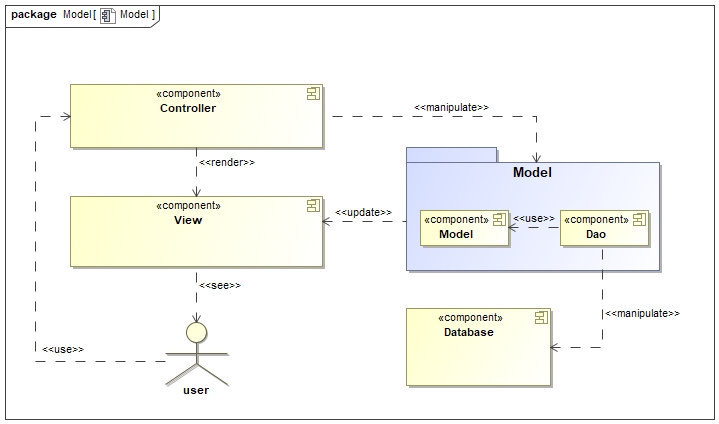 package Model [ Model ]
«component»
Controller
<<manipulate>>
<<render>>
Model
«component»
View
<<update>>
«component»
Model
<<use>>
«component»
Dao
<<see>>
«component»
Database
<<manipulate>>
<<use>>
user